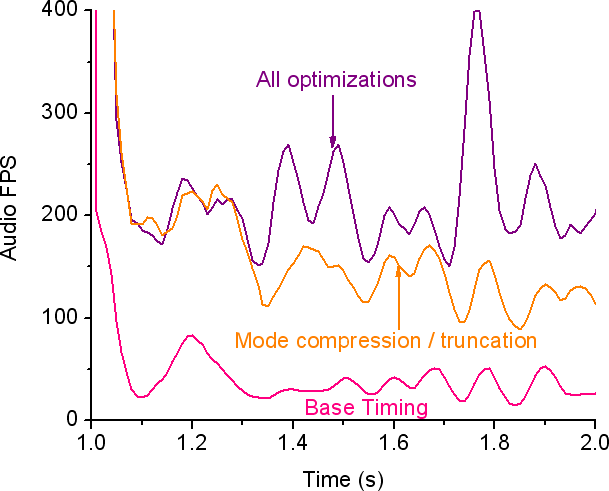 400
300
200
100
0
Audio FPS
All optimizations
Mode compression / truncation
Base Timing
1.0 1.2 1.4 1.6 1.8 2.0
Time (s)